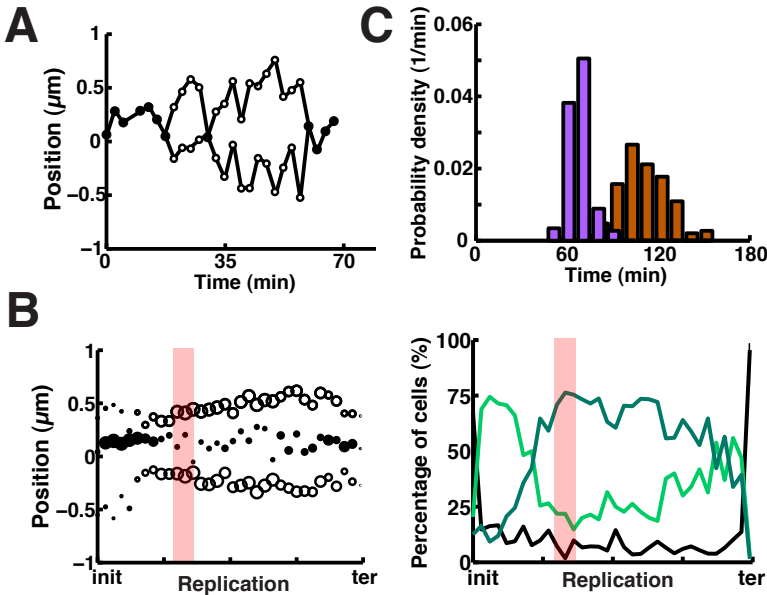 A
Position (µm)
1
0.5
0
−0.5
−1
0
35
70
Time (min)
C
Probability density (1/min)
0.06
0.04
0.02
0
0
60
120
180
Time (min)
B
Position (µm)
1
0.5
0
−0.5
−1
init
Replication
ter
Percentage of cells (%)
100
75
50
25
0
init
Replication
ter